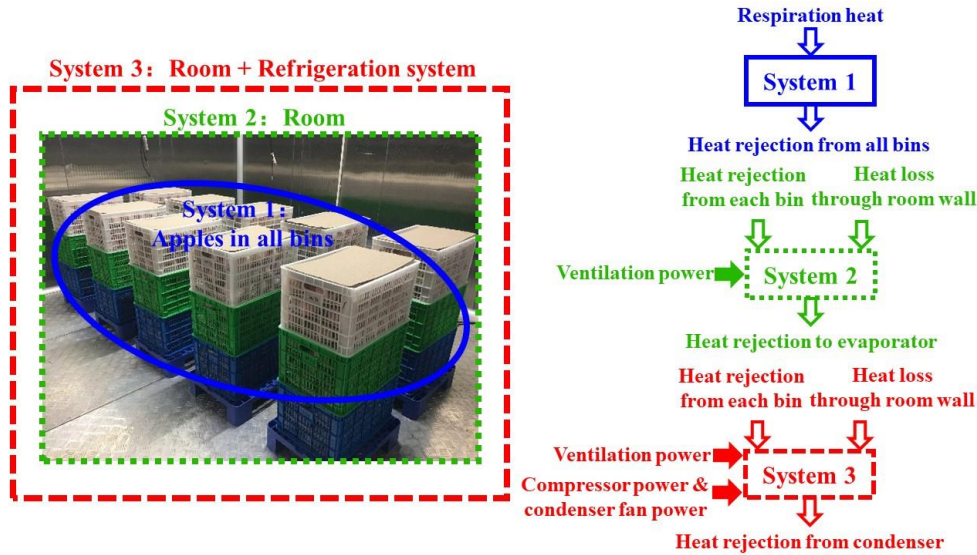 System 3: Room + Refrigeration system
System 2: Room
System 1:
Apples in all bins
Respiration heat
System 1
Heat rejection from all bins
Heat rejection
from each bin
Heat loss
through room wall
Ventilation power
System 2
Heat rejection to evaporator
Heat rejection
from each bin
Heat loss
through room wall
Ventilation power
Compressor power &
condenser fan power
System 3
Heat rejection from condenser